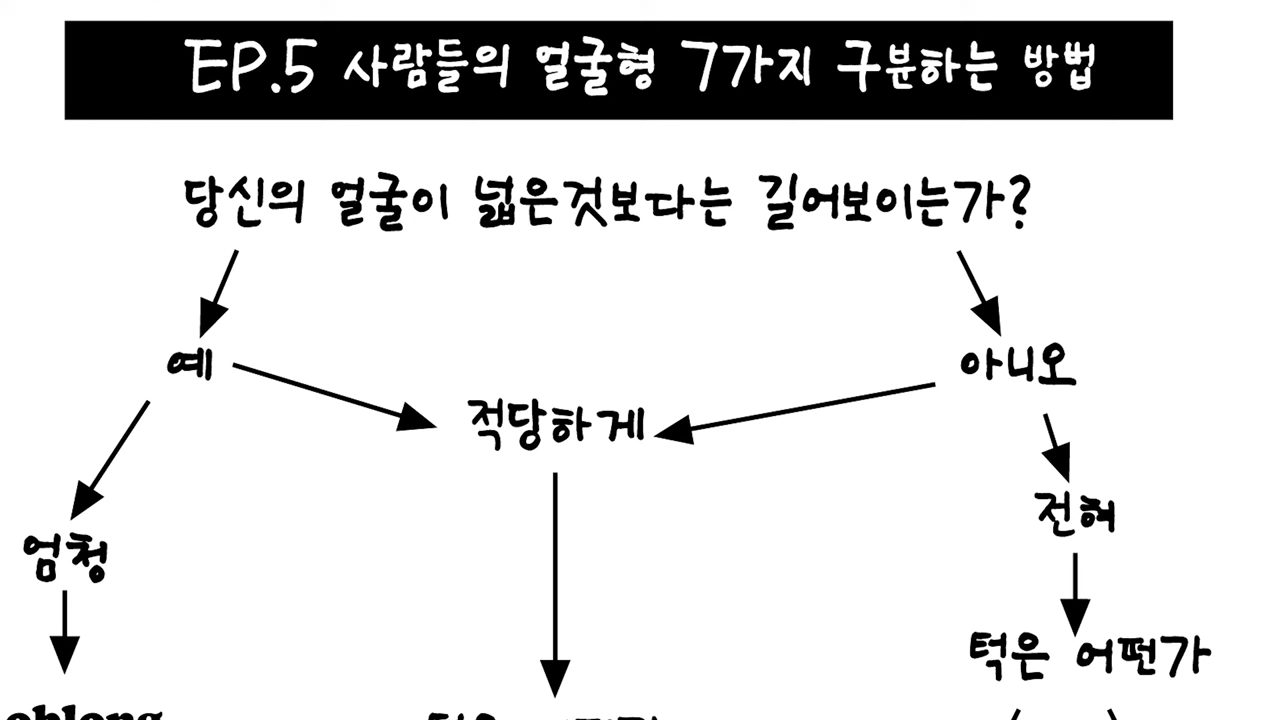 EP.5 사람들의 얼굴형 7가지 구분하는 방법
당신의 얼굴이 넓은것보다는 길어보이는가?
예
아니오
적당하게
전혀
엄청
턱은 어떤가
oblong